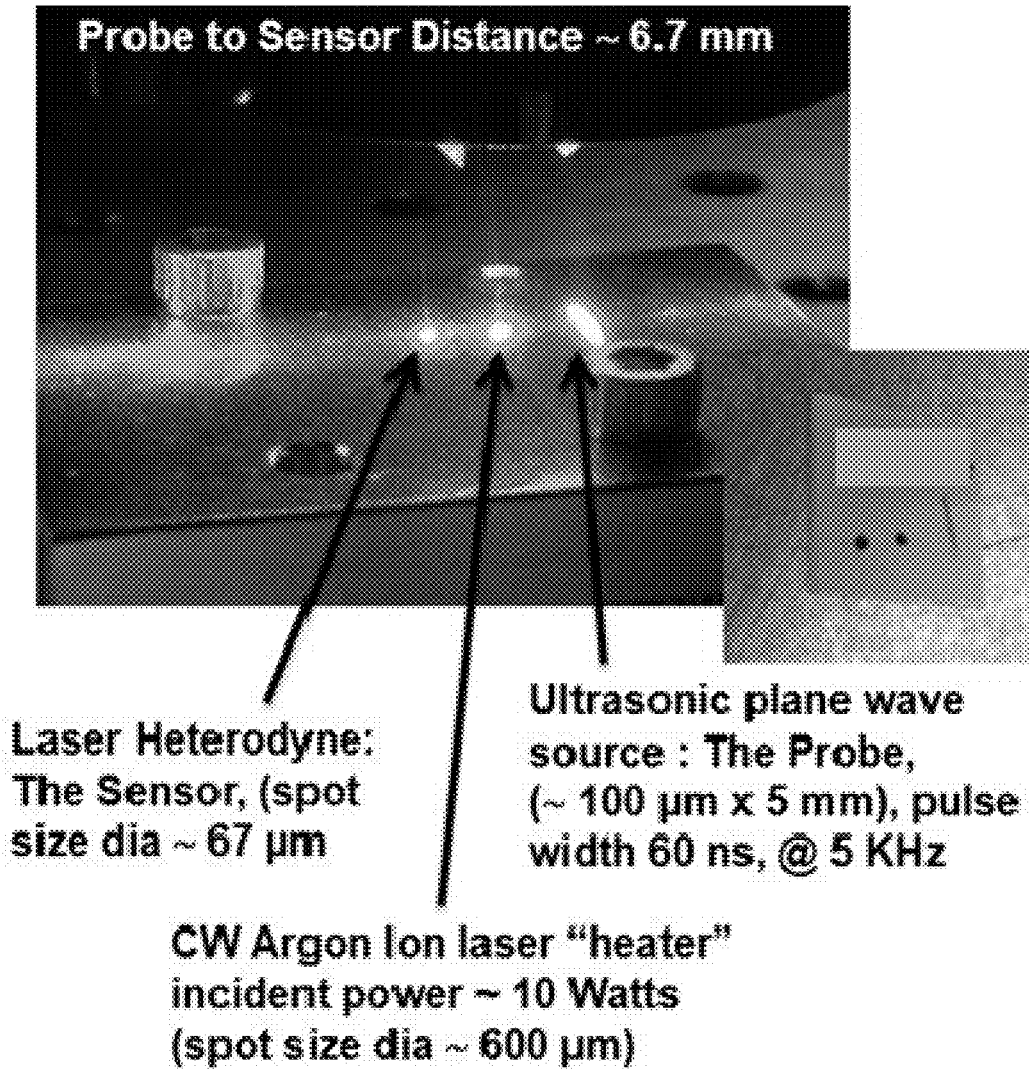 Probe to Sensor Distance ~ 6.7 mm
Laser Heterodyne:
The Sensor, (spot
size dia ~ 67 µm
Ultrasonic plane wave
source : The Probe,
(~ 100 µm x 5 mm), pulse
width 60 ns, @ 5 KHz
CW Argon Ion laser “heater”
incident power ~ 10 Watts
(spot size dia ~ 600 µm)